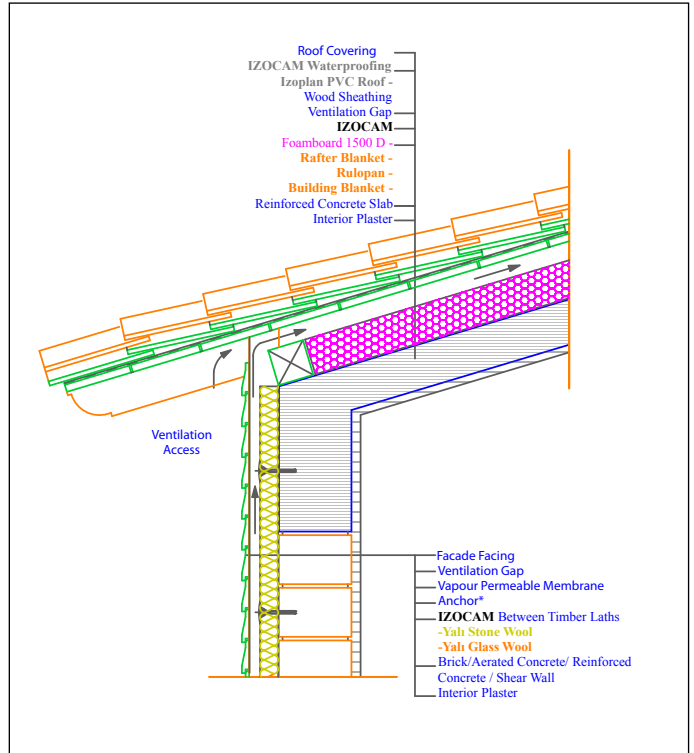 Roof Covering
IZOCAM Waterproofing
Izoplan PVC Roof -
Wood Sheathing
Ventilation Gap
IZOCAM
Foamboard 1500 D -
Rafter Blanket -
Rulopan -
Building Blanket -
Reinforced Concrete Slab
Interior Plaster
Ventilation
Access
Facade Facing
Ventilation Gap
Vapour Permeable Membrane
Anchor*
IZOCAM Between Timber Laths
-Yalı Stone Wool
-Yalı Glass Wool
Brick/Aerated Concrete/ Reinforced
Concrete / Shear Wall
Interior Plaster